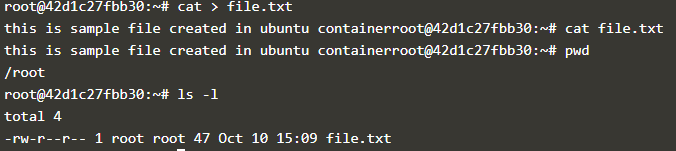 root@42d1c27fbb30:~# cat > file.txt
this is sample file created in ubuntu containerroot@42d1c27fbb30:~# cat file.txt
this is sample file created in ubuntu containerroot@42d1c27fbb30:~# pwd
/root
root@42d1c27fbb30:~# ls -l
total 4
-rw-r--r-- 1 root root 47 Oct 10 15:09 file.txt